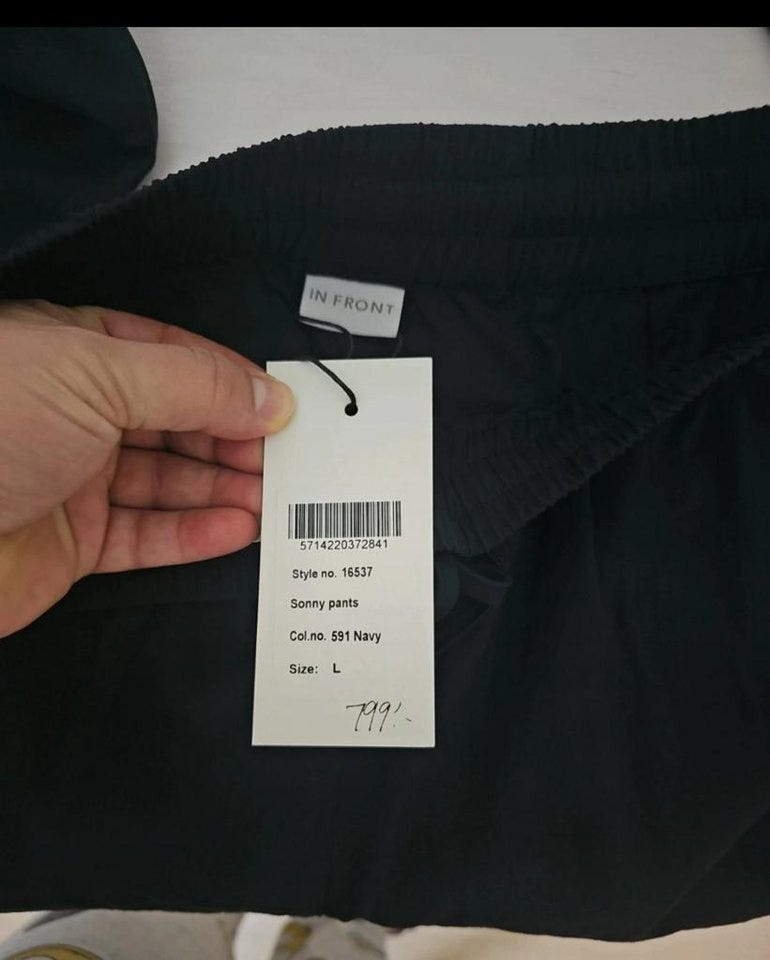 IN FRONT
5714220372841
Style no. 16537
Sonny pants
Col.no. 591 Navy
Size: L
799:-